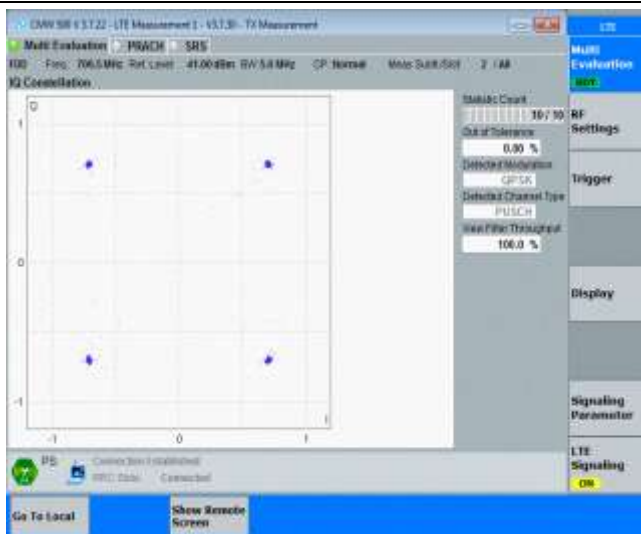 CMW 500 V 3.7.22 - LTE Measurement 1 - V3.7.30 - TX Measurement
LTE
Multi Evaluation PRACH SRS
FDD Freq: 706.5 MHz Ref. Level: 41.00 dBm BW: 5.0 MHz CP: Normal Meas Subfr./Slot 2 / All
IQ Constellation
Multi
Evaluation
RDY
RF
Settings
Trigger
Display
Signaling
Parameter
LTE
Signaling
ON
Statistic Count
10 / 10
Out of Tolerance
0.00 %
Detected Modulation
QPSK
Detected Channel Type
PUSCH
View Filter Throughput
100.0 %
Q
1
0
-1
-1 0 1
I
PS
Connection Established
RRC State: Connected
Go To Local
Show Remote
Screen